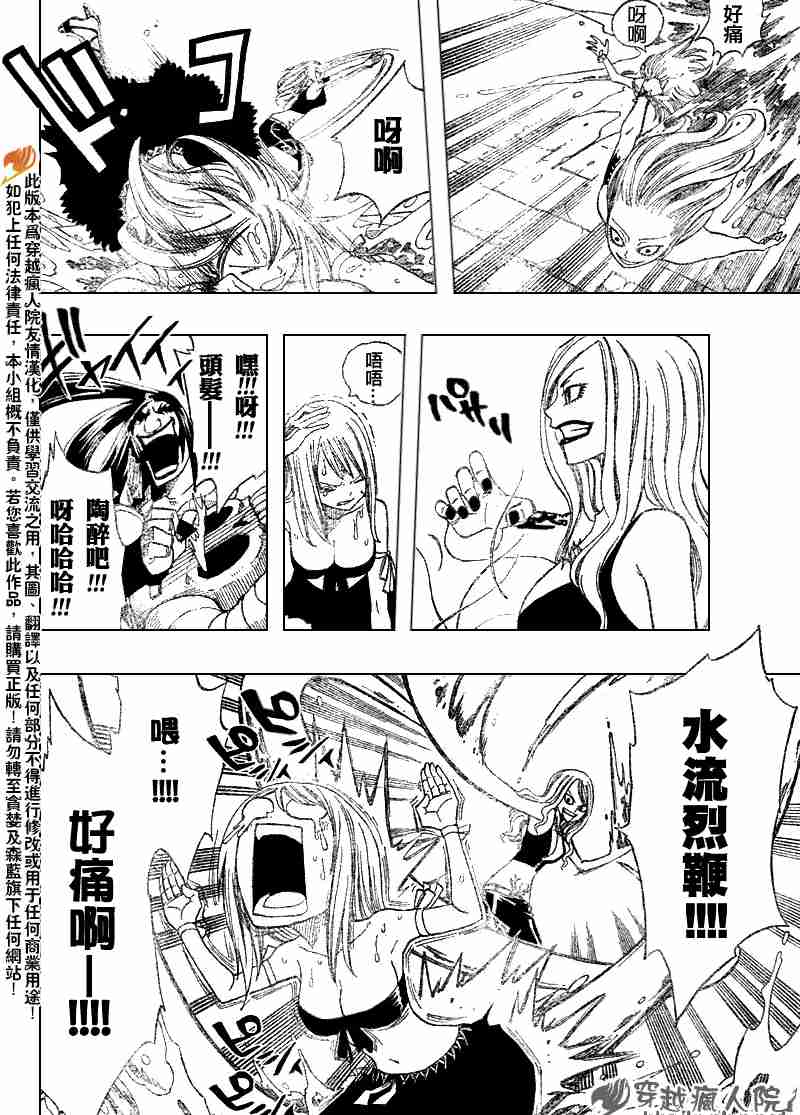 好痛
呀
呀啊
ドコ
パサ
唔唔…
嘿!!!呀!!!
頭髮——!!!
陶醉吧!!!
呀哈哈哈!!!
水流烈鞭!!!!
喂…!!!!
好痛啊—!!!!
此版本爲穿越瘋人院友情漢化，僅供學習交流之用，其圖、翻譯以及任何部分不得進行修改或用于任何商業用途！
如犯上任何法律責任，本小組概不負責。若您喜歡此作品，請購買正版！請勿轉至貪婪及森藍旗下任何網站！
穿越瘋人院